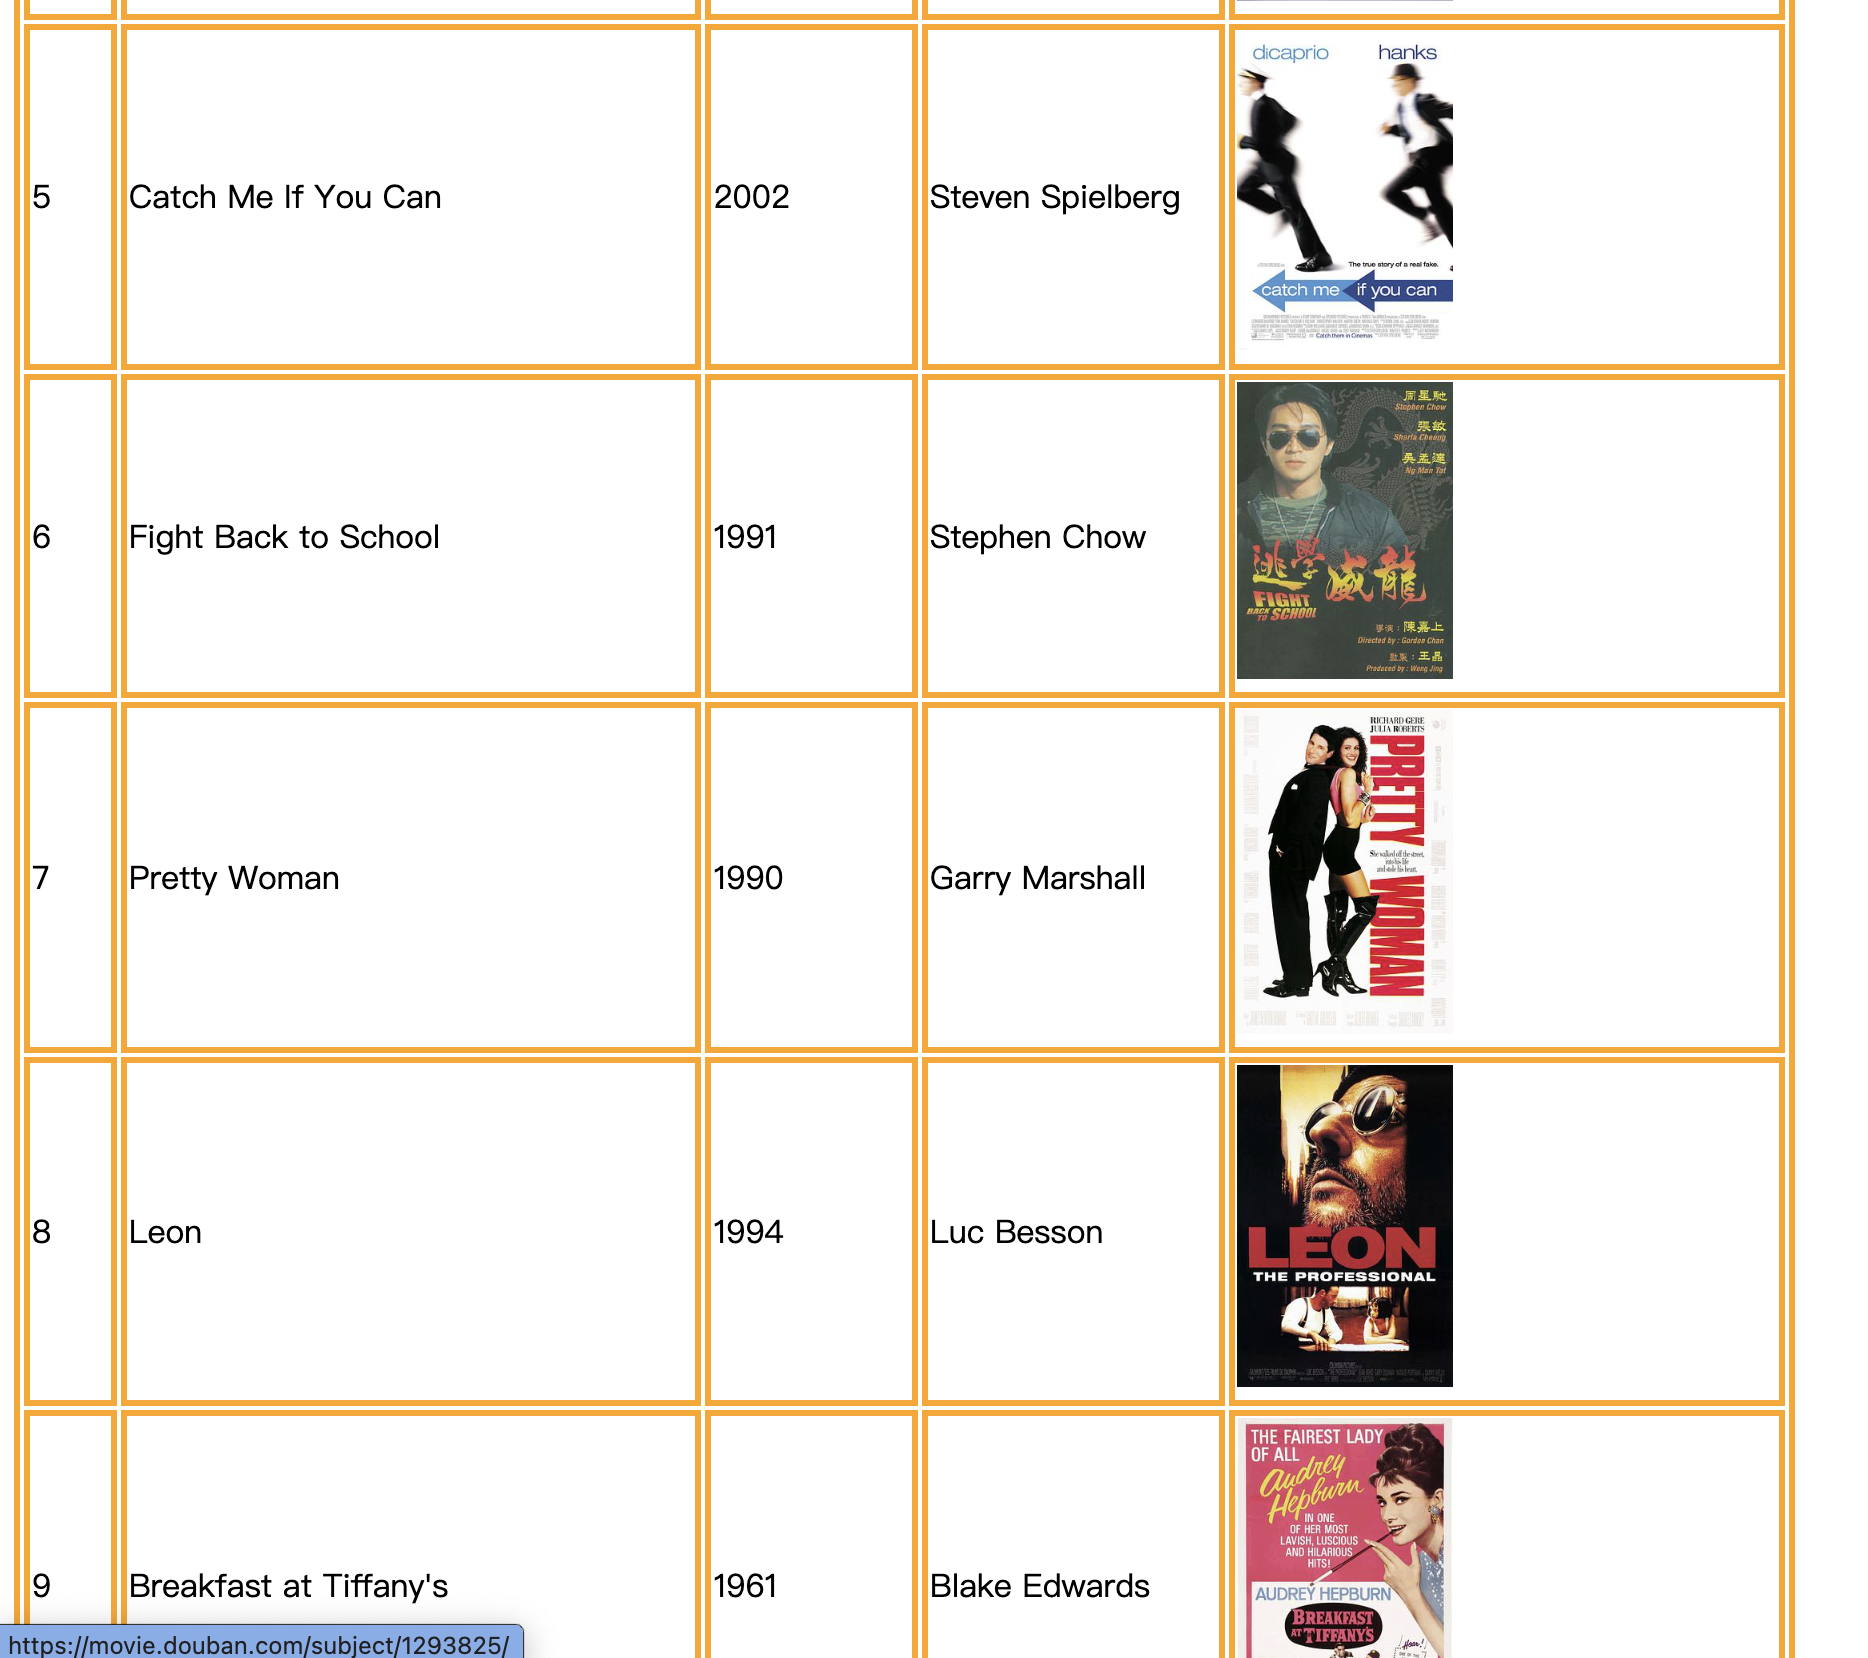 5
Catch Me If You Can
2002
Steven Spielberg
dicaprio
hanks
The true story of a real fake.
catch me if you can
Catch them in Cinemas
6
Fight Back to School
1991
Stephen Chow
周星馳
Stephen Chow
張敏
Sharla Cheung
吳孟達
Ng Man Tat
逃學威龍
FIGHT
BACK TO SCHOOL
導演：陳嘉上
Directed by : Gordon Chan
監製：王晶
Produced by : Wong Jing
7
Pretty Woman
1990
Garry Marshall
RICHARD GERE
JULIA ROBERTS
PRETTY WOMAN
She walked off the street,
into his life
and stole his heart.
8
Leon
1994
Luc Besson
LEON
THE PROFESSIONAL
9
Breakfast at Tiffany's
1961
Blake Edwards
THE FAIREST LADY
OF ALL
Audrey
Hepburn
IN ONE
OF HER MOST
LAVISH, LUSCIOUS
AND HILARIOUS
HITS!
AUDREY HEPBURN
BREAKFAST
AT TIFFANY'S
https://movie.douban.com/subject/1293825/